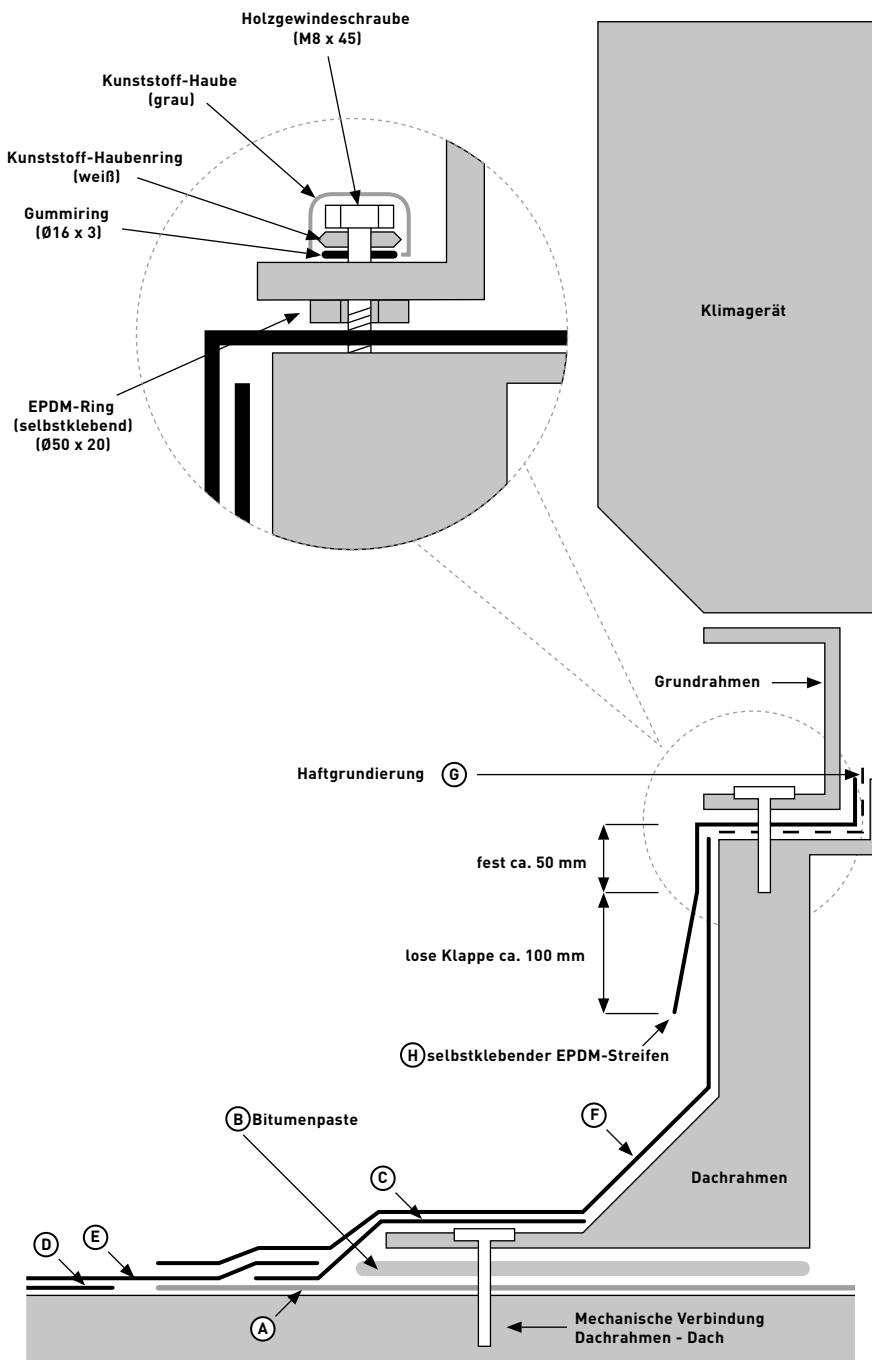 Holzgewindeschraube
(M8 x 45)
Kunststoff-Haube
(grau)
Kunststoff-Haubenring
(weiß)
Gummiring
(Ø16 x 3)
Klimagerät
EPDM-Ring
(selbstklebend)
(Ø50 x 20)
Grundrahmen
Haftgrundierung G
fest ca. 50 mm
lose Klappe ca. 100 mm
H selbstklebender EPDM-Streifen
B Bitumenpaste
F
C
Dachrahmen
E
D
A
Mechanische Verbindung
Dachrahmen - Dach